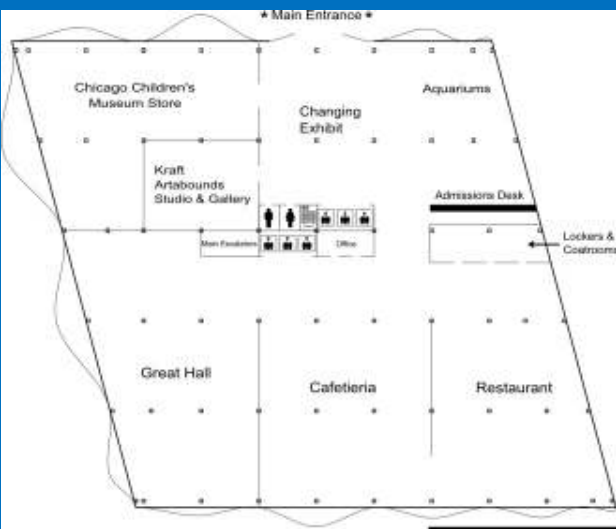 ★ Main Entrance ★
Chicago Children's
Museum Store
Changing
Exhibit
Aquariums
Kraft
Artabounds
Studio & Gallery
Admissions Desk
Main Escalators
Office
Lockers &
Coatrooms
Great Hall
Cafetieria
Restaurant